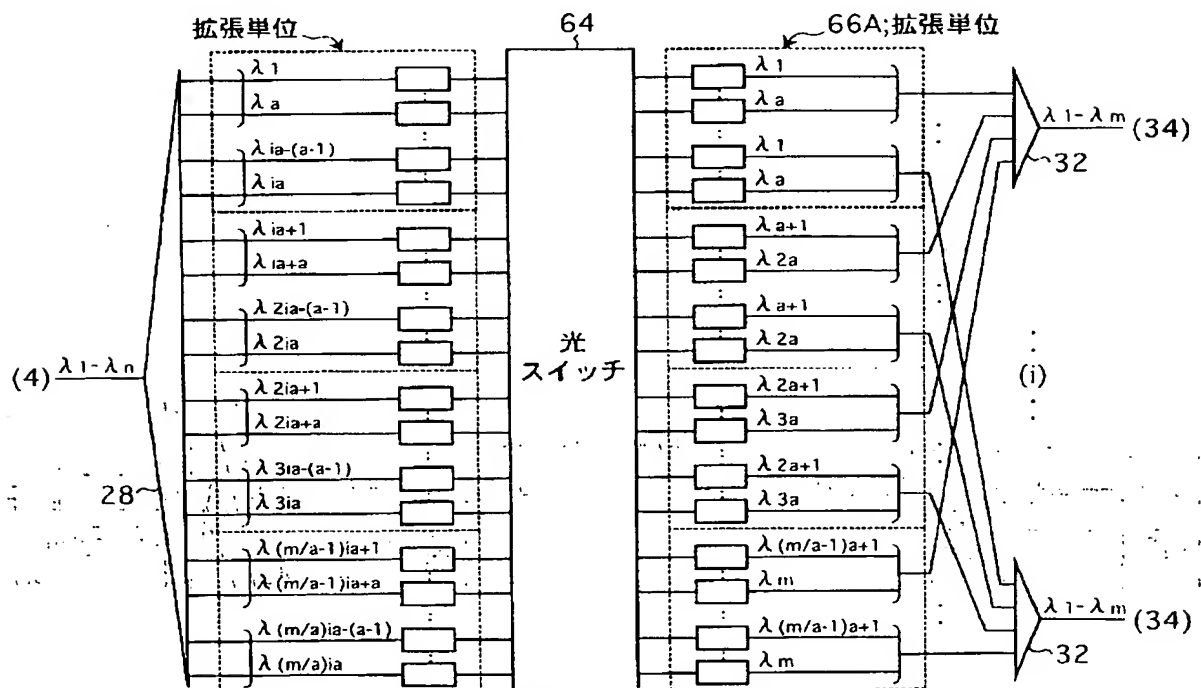 拡張単位
64
66A;拡張単位
λ1
λa
λia-(a-1)
λia
λia+1
λia+a
λ2ia-(a-1)
λ2ia
λ2ia+1
λ2ia+a
λ3ia-(a-1)
λ3ia
λ(m/a-1)ia+1
λ(m/a-1)ia+a
λ(m/a)ia-(a-1)
λ(m/a)ia
(4)
λ1-λn
28
光
スイッチ
λ1
λa
λ1
λa
λa+1
λ2a
λa+1
λ2a
λ2a+1
λ3a
λ2a+1
λ3a
λ(m/a-1)a+1
λm
λ(m/a-1)a+1
λm
λ1-λm
(34)
32
(i)
λ1-λm
(34)
32